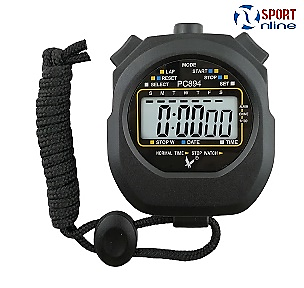 SPORT
nline
MODE
LAP START
RESET STOP
SELECT PC894 SET
S M T W T F S
0:00 00
STOP W DATE TIME
NORMAL TIME STOP WATCH